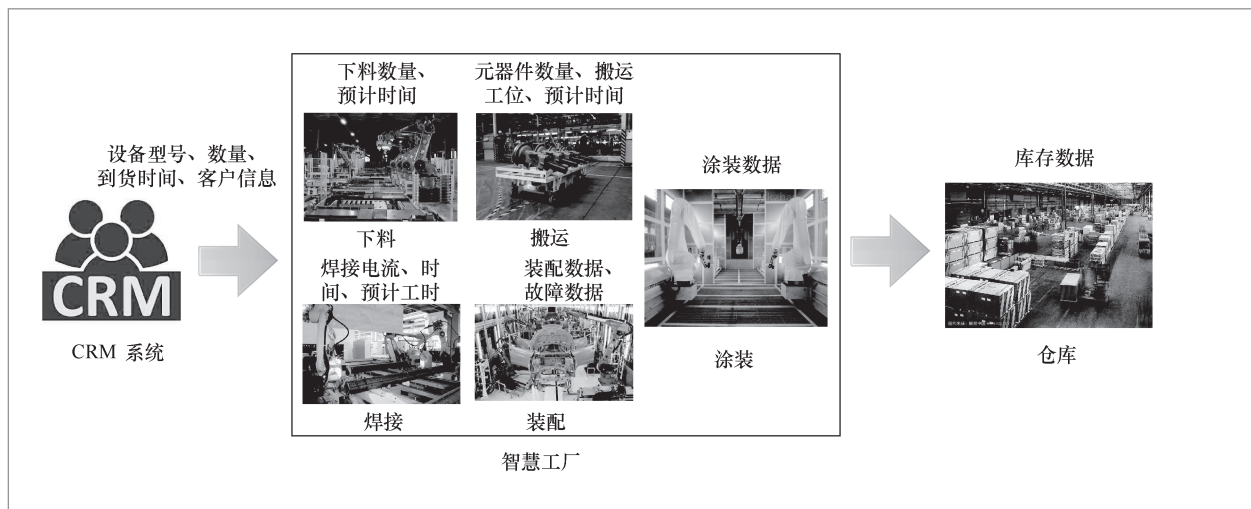 设备型号、数量、
到货时间、客户信息
CRM
CRM 系统
下料数量、
预计时间
下料
元器件数量、搬运
工位、预计时间
搬运
焊接电流、时
间、预计工时
焊接
装配数据、
故障数据
装配
涂装数据
涂装
智慧工厂
库存数据
仓库